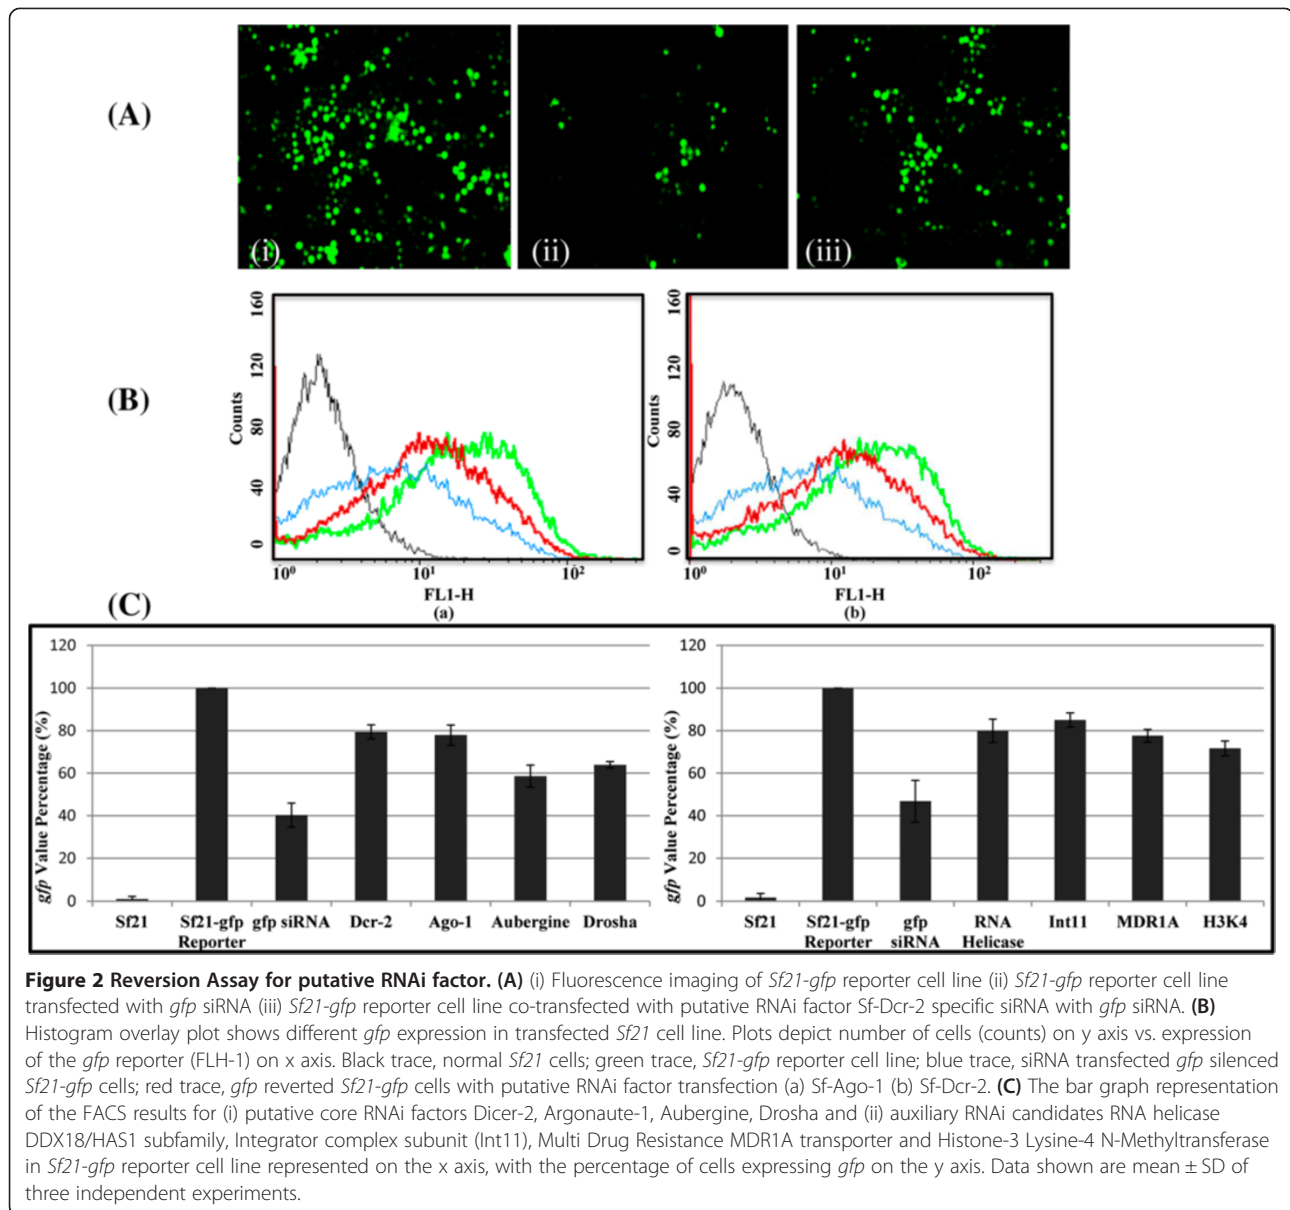 (A)
(i)
(ii)
(iii)
(B)
Counts
160
120
80
40
0
10⁰
10¹
10²
FL1-H
(a)
Counts
160
120
80
40
0
10⁰
10¹
10²
FL1-H
(b)
(C)
gfp Value Percentage (%)
120
100
80
60
40
20
0
Sf21
Sf21-gfp
Reporter
gfp siRNA
Dcr-2
Ago-1
Aubergine
Drosha
gfp Value Percentage (%)
120
100
80
60
40
20
0
Sf21
Sf21-gfp
Reporter
gfp
siRNA
RNA
Helicase
Int11
MDR1A
H3K4
Figure 2 Reversion Assay for putative RNAi factor. (A) (i) Fluorescence imaging of Sf21-gfp reporter cell line (ii) Sf21-gfp reporter cell line
transfected with gfp siRNA (iii) Sf21-gfp reporter cell line co-transfected with putative RNAi factor Sf-Dcr-2 specific siRNA with gfp siRNA. (B)
Histogram overlay plot shows different gfp expression in transfected Sf21 cell line. Plots depict number of cells (counts) on y axis vs. expression
of the gfp reporter (FLH-1) on x axis. Black trace, normal Sf21 cells; green trace, Sf21-gfp reporter cell line; blue trace, siRNA transfected gfp silenced
Sf21-gfp cells; red trace, gfp reverted Sf21-gfp cells with putative RNAi factor transfection (a) Sf-Ago-1 (b) Sf-Dcr-2. (C) The bar graph representation
of the FACS results for (i) putative core RNAi factors Dicer-2, Argonaute-1, Aubergine, Drosha and (ii) auxiliary RNAi candidates RNA helicase
DDX18/HAS1 subfamily, Integrator complex subunit (Int11), Multi Drug Resistance MDR1A transporter and Histone-3 Lysine-4 N-Methyltransferase
in Sf21-gfp reporter cell line represented on the x axis, with the percentage of cells expressing gfp on the y axis. Data shown are mean ± SD of
three independent experiments.